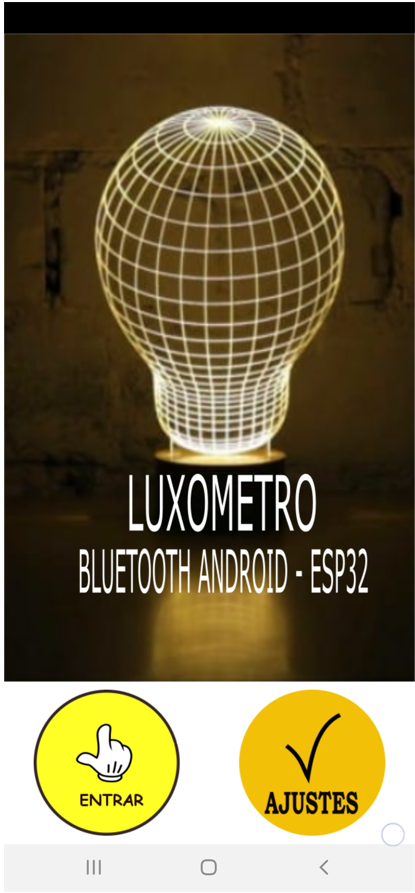 LUXOMETRO
BLUETOOTH ANDROID - ESP32
ENTRAR
AJUSTES